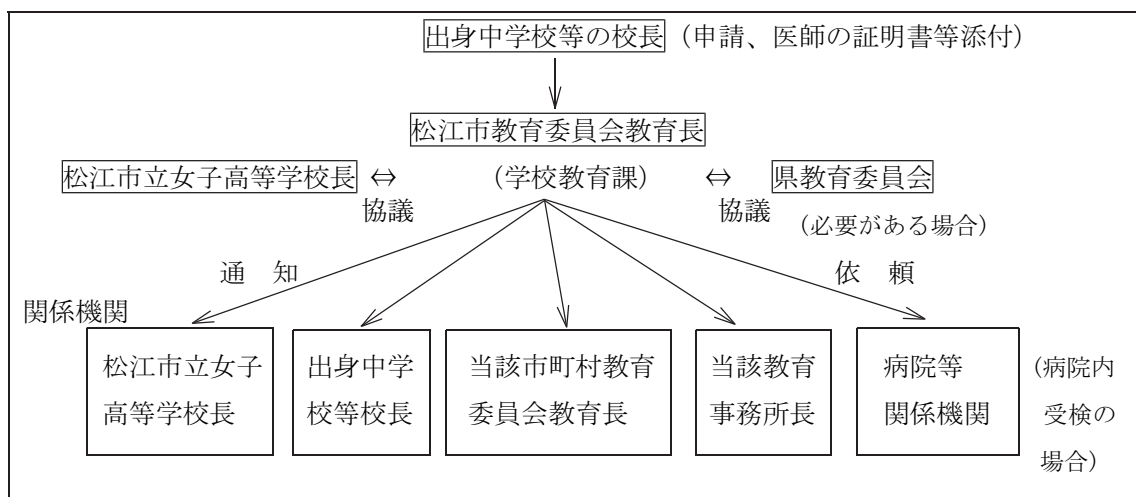 出身中学校等の校長（申請、医師の証明書等添付）
松江市教育委員会教育長
松江市立女子高等学校長 ⇔ （学校教育課） ⇔ 県教育委員会
協議 協議 （必要がある場合）
通 知 依 頼
関係機関
松江市立女子
高等学校長
出身中学
校等校長
当該市町村教育
委員会教育長
当該教育
事務所長
病院等
関係機関
（病院内
受検の
場合）